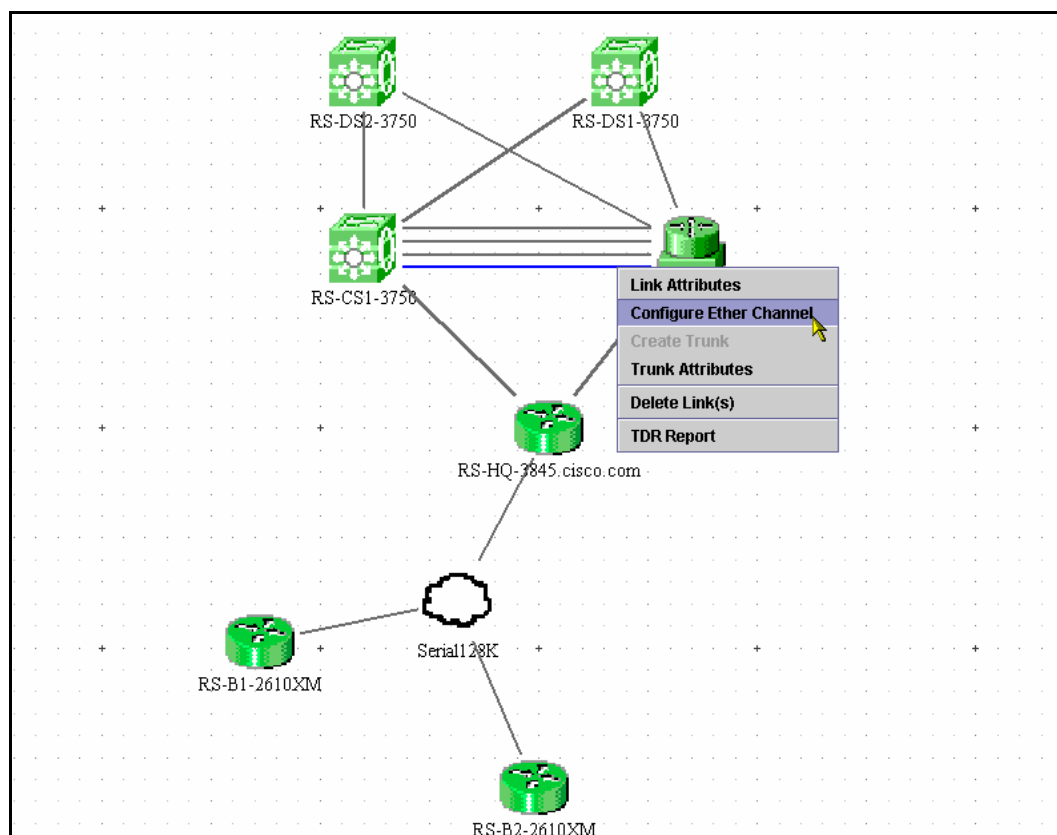 RS-DS2-3750
RS-DS1-3750
RS-CS1-3750
Link Attributes
Configure Ether Channel
Create Trunk
Trunk Attributes
Delete Link(s)
TDR Report
RS-HQ-3845.cisco.com
Serial128K
RS-B1-2610XM
RS-B2-2610XM